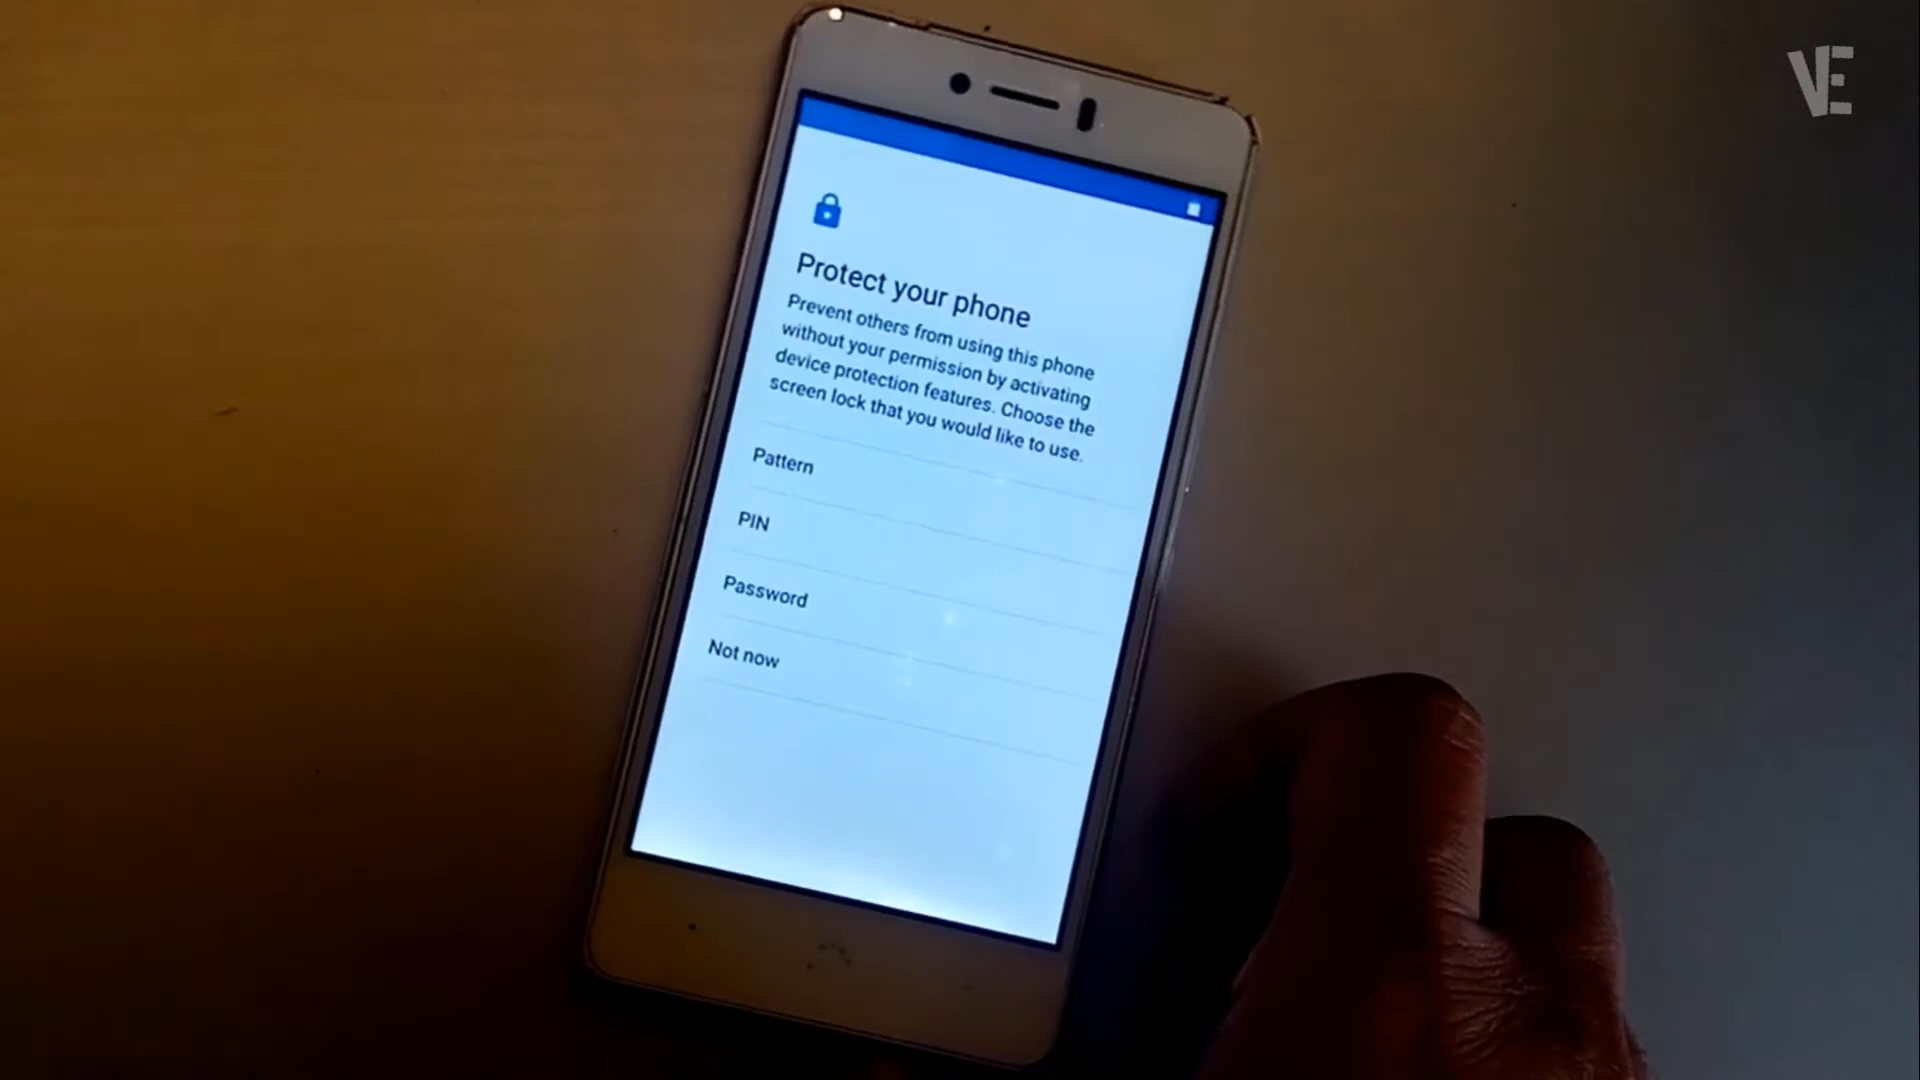 VE
Protect your phone
Prevent others from using this phone
without your permission by activating
device protection features. Choose the
screen lock that you would like to use.
Pattern
PIN
Password
Not now